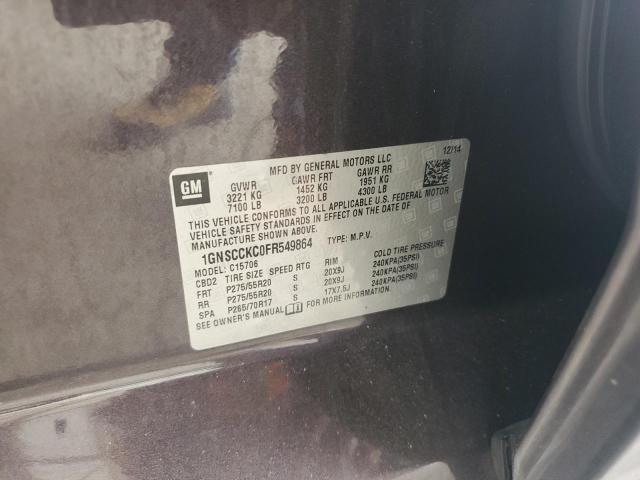 MFD BY GENERAL MOTORS LLC
12/14
GM
GVWR GAWR FRT GAWR RR
3221 KG 1452 KG 1951 KG
7100 LB 3200 LB 4300 LB
THIS VEHICLE CONFORMS TO ALL APPLICABLE U.S. FEDERAL MOTOR
VEHICLE SAFETY STANDARDS IN EFFECT ON THE DATE OF
MANUFACTURE SHOWN ABOVE.
1GNSCCKC0FR549864 TYPE: M.P.V.
MODEL: C15706
CBD2 TIRE SIZE SPEED RTG RIM COLD TIRE PRESSURE
FRT P275/55R20 S 20X9J 240KPA(35PSI)
RR P275/55R20 S 20X9J 240KPA(35PSI)
SPA P265/70R17 S 17X7.5J 240KPA(35PSI)
SEE OWNER'S MANUAL FOR MORE INFORMATION.